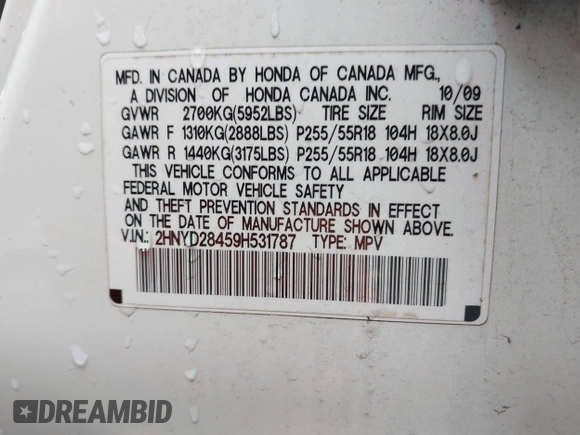 MFD. IN CANADA BY HONDA OF CANADA MFG.,
A DIVISION OF HONDA CANADA INC. 10/09
GVWR 2700KG(5952LBS) TIRE SIZE RIM SIZE
GAWR F 1310KG(2888LBS) P255/55R18 104H 18X8.0J
GAWR R 1440KG(3175LBS) P255/55R18 104H 18X8.0J
THIS VEHICLE CONFORMS TO ALL APPLICABLE
FEDERAL MOTOR VEHICLE SAFETY
AND THEFT PREVENTION STANDARDS IN EFFECT
ON THE DATE OF MANUFACTURE SHOWN ABOVE.
V.I.N.: 2HNYD28459H531787 TYPE: MPV
DREAMBID